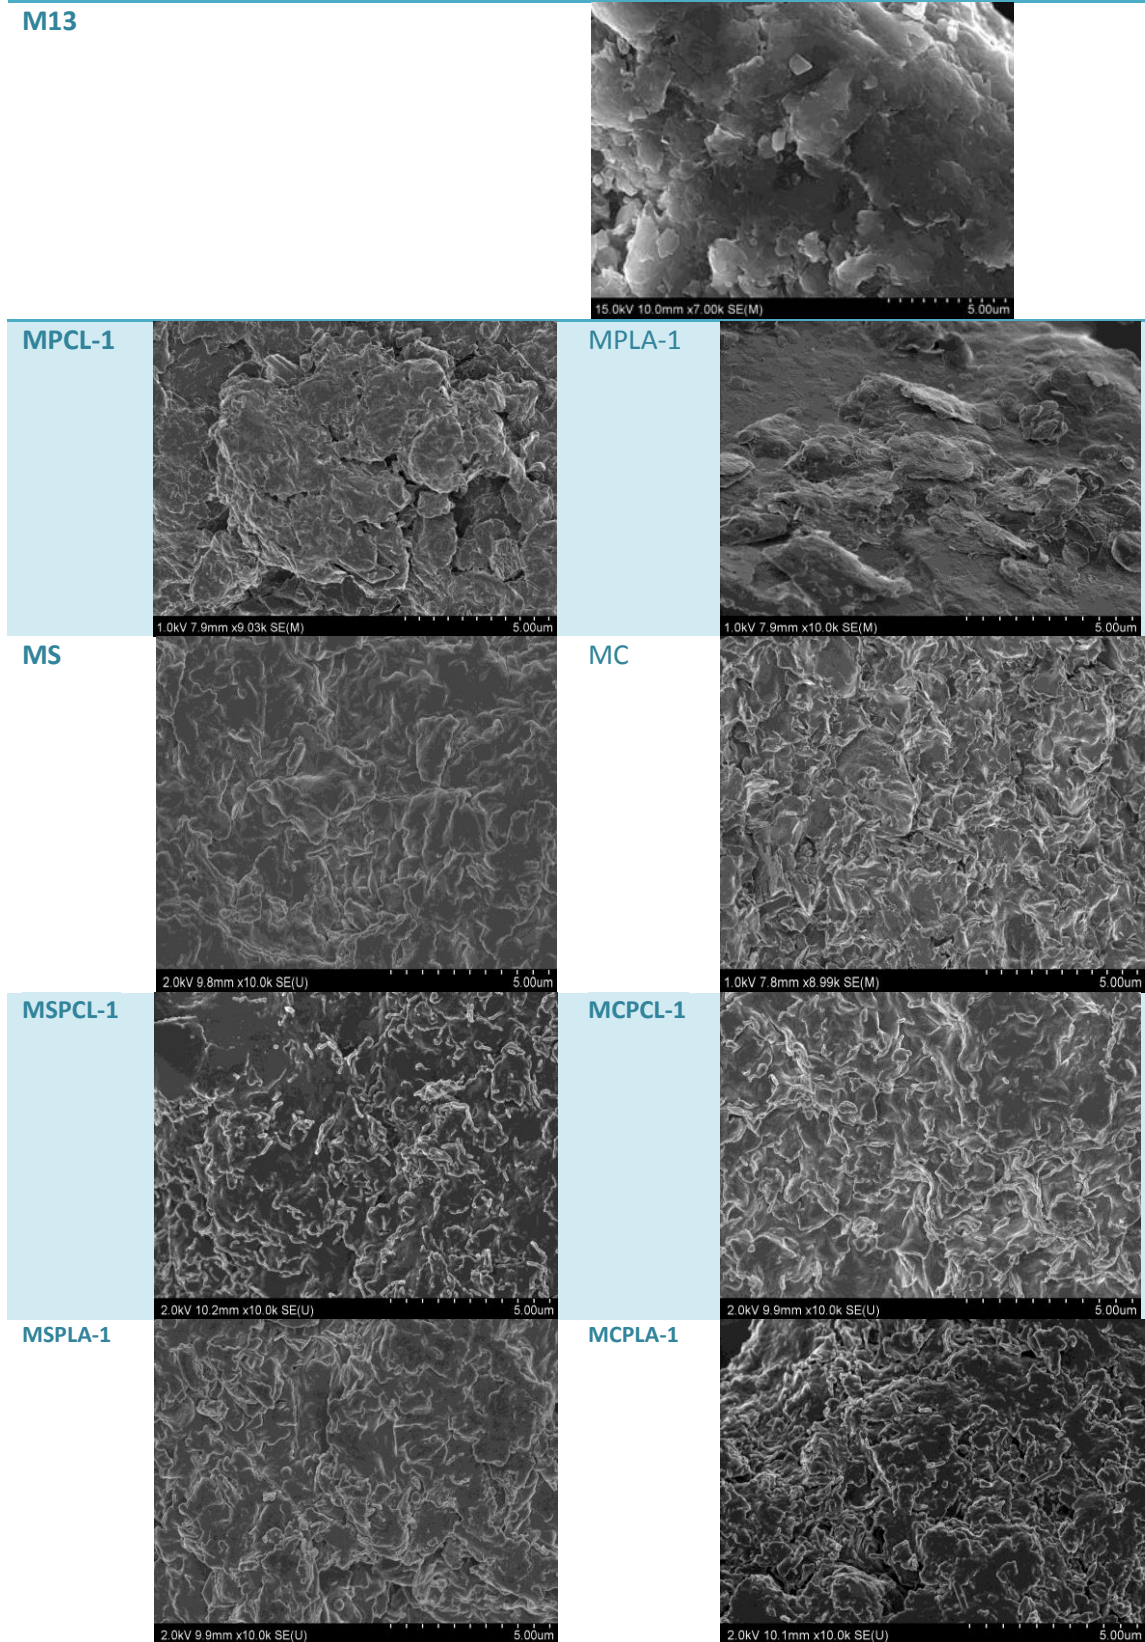 M13
15.0kV 10.0mm x7.00k SE(M) 5.00um
MPCL-1 MPLA-1
1.0kV 7.9mm x9.03k SE(M) 5.00um
1.0kV 7.9mm x10.0k SE(M) 5.00um
MS MC
2.0kV 9.8mm x10.0k SE(U) 5.00um
1.0kV 7.8mm x8.99k SE(M) 5.00um
MSPCL-1 MCPCL-1
2.0kV 10.2mm x10.0k SE(U) 5.00um
2.0kV 9.9mm x10.0k SE(U) 5.00um
MSPLA-1 MCPLA-1
2.0kV 9.9mm x10.0k SE(U) 5.00um
2.0kV 10.1mm x10.0k SE(U) 5.00um